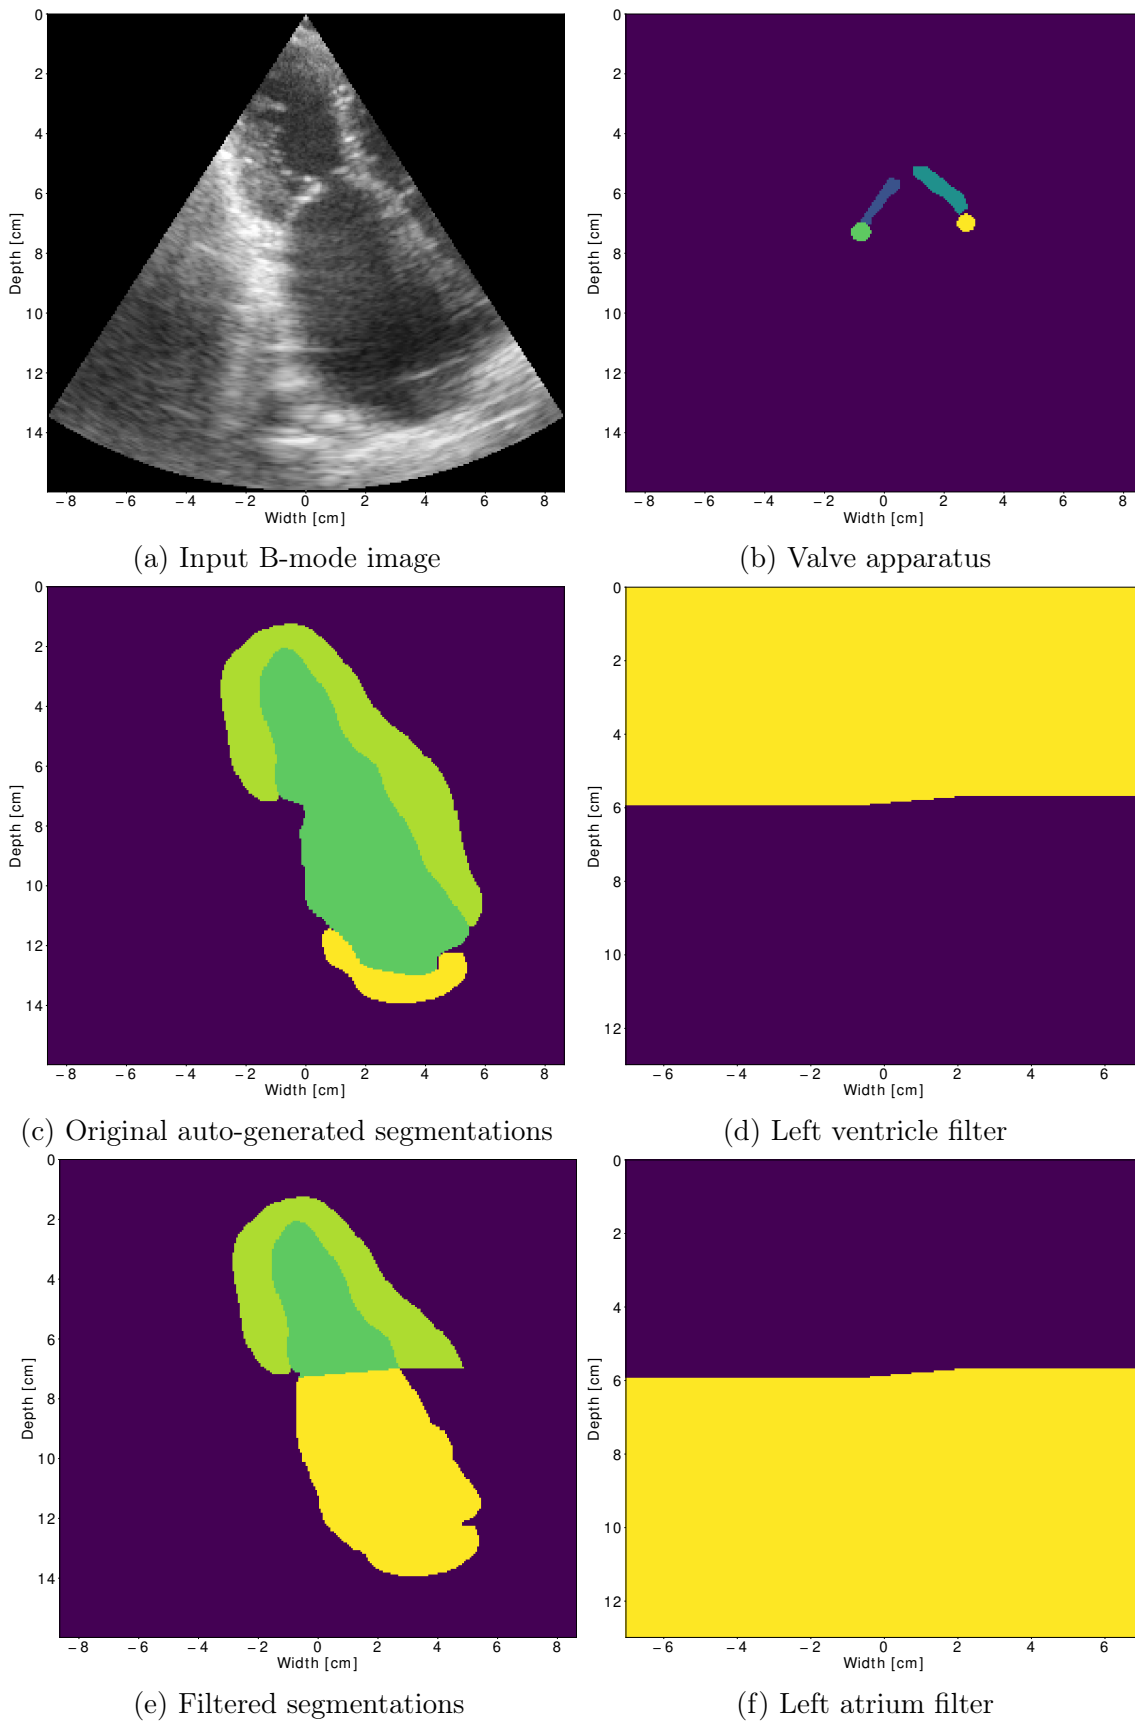 0
2
4
6
8
10
12
14
Depth [cm]
−8 −6 −4 −2 0 2 4 6 8
Width [cm]
(a) Input B-mode image
0
2
4
6
8
10
12
14
Depth [cm]
−8 −6 −4 −2 0 2 4 6 8
Width [cm]
(b) Valve apparatus
0
2
4
6
8
10
12
14
Depth [cm]
−8 −6 −4 −2 0 2 4 6 8
Width [cm]
(c) Original auto-generated segmentations
0
2
4
6
8
10
12
Depth [cm]
−6 −4 −2 0 2 4 6
Width [cm]
(d) Left ventricle filter
0
2
4
6
8
10
12
14
Depth [cm]
−8 −6 −4 −2 0 2 4 6 8
Width [cm]
(e) Filtered segmentations
0
2
4
6
8
10
12
Depth [cm]
−6 −4 −2 0 2 4 6
Width [cm]
(f) Left atrium filter